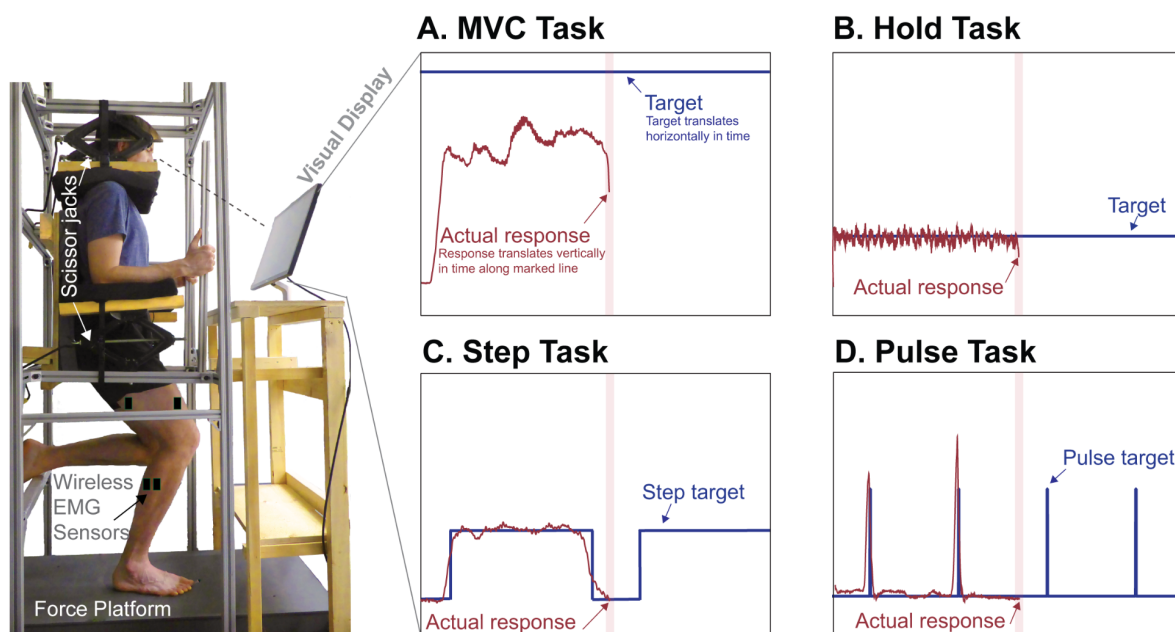 Scissor jacks
Wireless
EMG
Sensors
Force Platform
Visual Display
A. MVC Task
Target
Target translates
horizontally in time
Actual response
Response translates vertically
in time along marked line
B. Hold Task
Target
Actual response
C. Step Task
Step target
Actual response
D. Pulse Task
Pulse target
Actual response